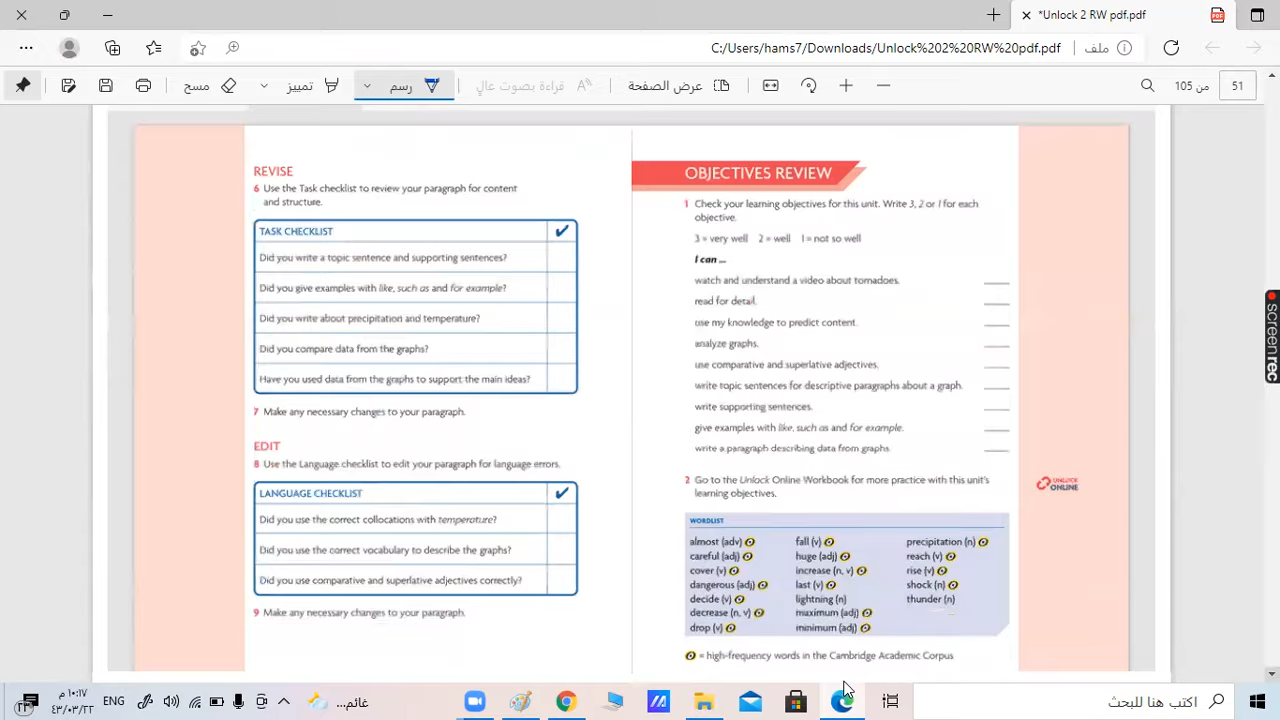 *Unlock 2 RW pdf.pdf
ملف
C:/Users/hams7/Downloads/Unlock%202%20RW%20pdf.pdf
مسح
تمييز
رسم
قراءة بصوت عالٍ
عرض الصفحة
من 105
51
REVISE
6 Use the Task checklist to review your paragraph for content
and structure.
TASK CHECKLIST ✔
Did you write a topic sentence and supporting sentences?
Did you give examples with like, such as and for example?
Did you write about precipitation and temperature?
Did you compare data from the graphs?
Have you used data from the graphs to support the main ideas?
7 Make any necessary changes to your paragraph.
EDIT
8 Use the Language checklist to edit your paragraph for language errors.
LANGUAGE CHECKLIST ✔
Did you use the correct collocations with temperature?
Did you use the correct vocabulary to describe the graphs?
Did you use comparative and superlative adjectives correctly?
9 Make any necessary changes to your paragraph.
OBJECTIVES REVIEW
1 Check your learning objectives for this unit. Write 3, 2 or 1 for each
objective.
3 = very well 2 = well 1 = not so well
I can ...
watch and understand a video about tornadoes.
read for detail.
use my knowledge to predict content.
analyze graphs.
use comparative and superlative adjectives.
write topic sentences for descriptive paragraphs about a graph.
write supporting sentences.
give examples with like, such as and for example.
write a paragraph describing data from graphs.
2 Go to the Unlock Online Workbook for more practice with this unit's
learning objectives.
UNLOCK
ONLINE
WORDLIST
almost (adv)
careful (adj)
cover (v)
dangerous (adj)
decide (v)
decrease (n, v)
drop (v)
fall (v)
huge (adj)
increase (n, v)
last (v)
lightning (n)
maximum (adj)
minimum (adj)
precipitation (n)
reach (v)
rise (v)
shock (n)
thunder (n)
= high-frequency words in the Cambridge Academic Corpus
screenrec
ENG
غائم...
اكتب هنا للبحث